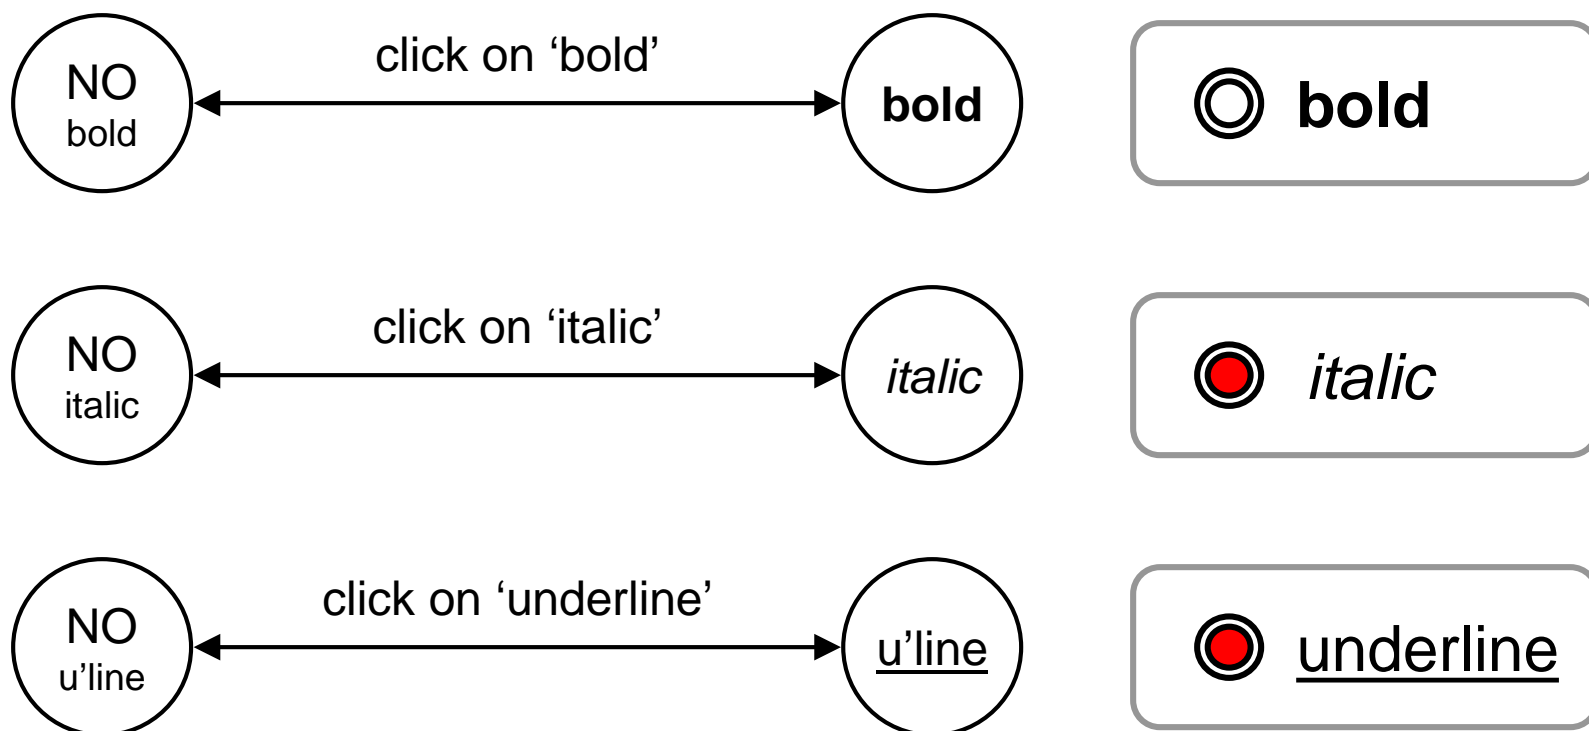 NO
bold
click on ‘bold’
bold
bold
NO
italic
click on ‘italic’
italic
italic
NO
u’line
click on ‘underline’
u’line
underline